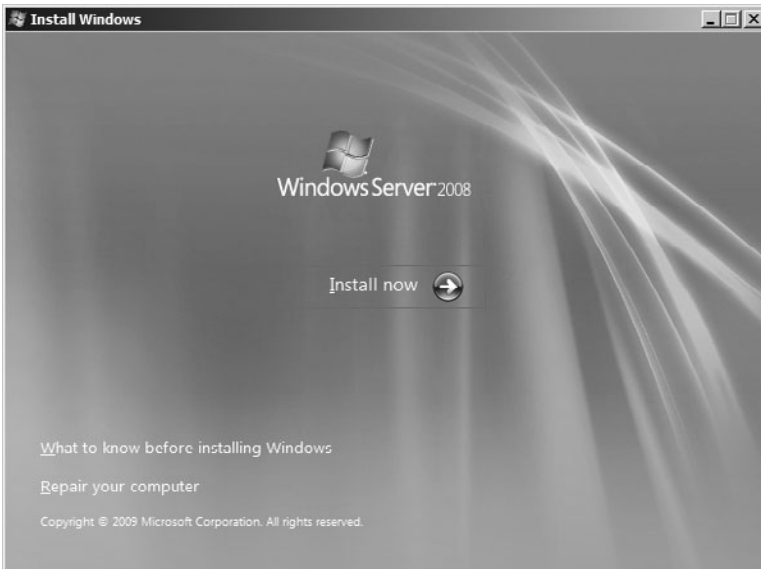 Install Windows
Windows Server 2008
Install now
What to know before installing Windows
Repair your computer
Copyright © 2009 Microsoft Corporation. All rights reserved.